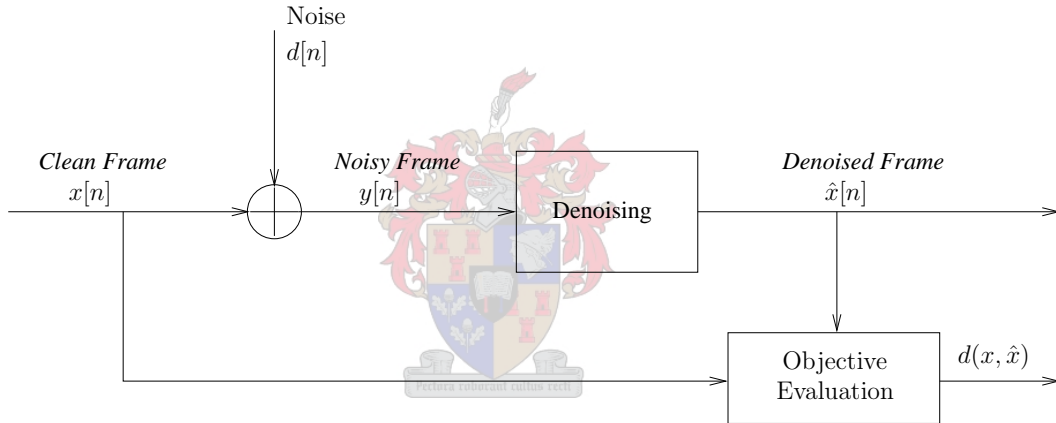 Noise
d[n]
Clean Frame
x[n]
Noisy Frame
y[n]
Denoising
Denoised Frame
x̂[n]
Objective
Evaluation
d(x, x̂)
Pectora roborant cultus recti